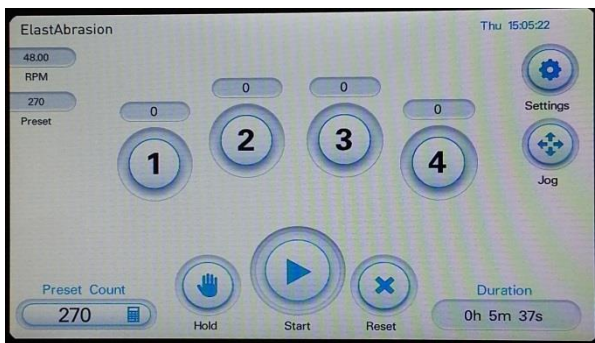 ElastAbrasion
Thu 15:05:22
48.00
RPM
270
Preset
0
0
0
0
1
2
3
4
Settings
Jog
Preset Count
270
Hold
Start
Reset
Duration
0h 5m 37s